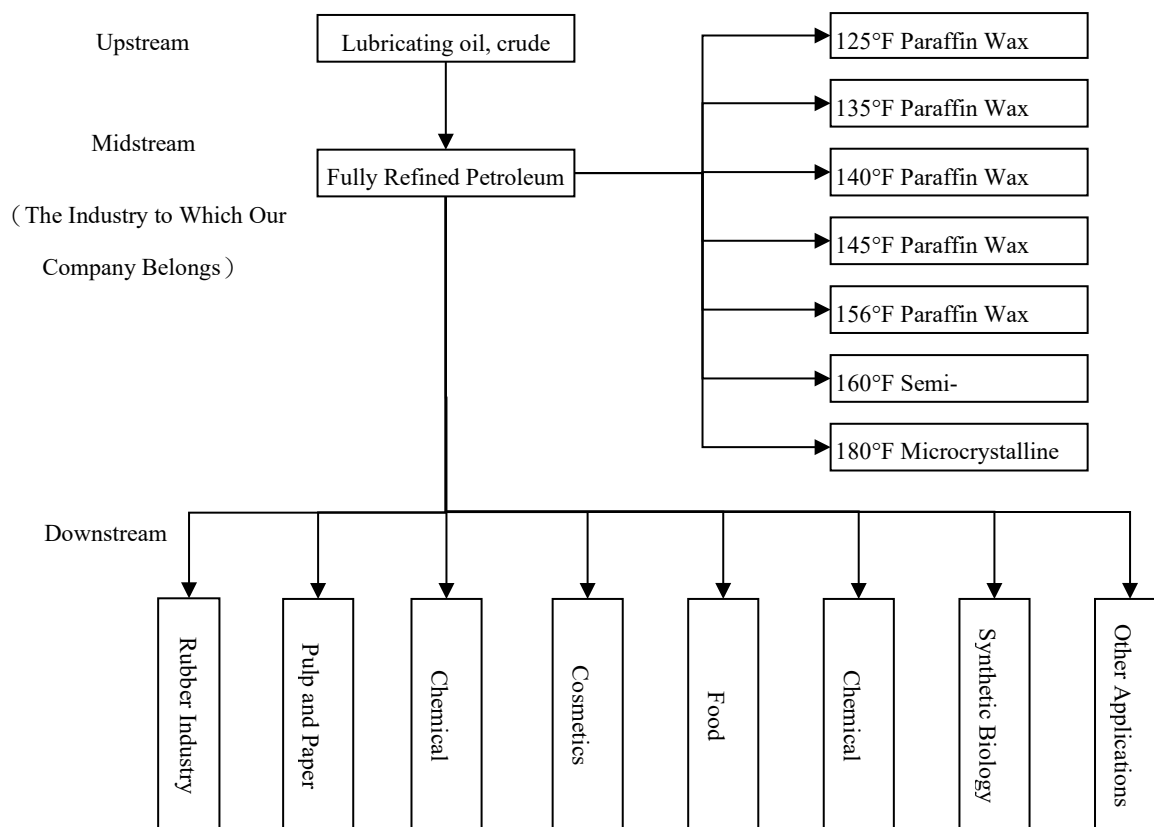 Upstream
Lubricating oil, crude
125°F Paraffin Wax
135°F Paraffin Wax
Midstream
Fully Refined Petroleum
140°F Paraffin Wax
（The Industry to Which Our
Company Belongs）
145°F Paraffin Wax
156°F Paraffin Wax
160°F Semi-
180°F Microcrystalline
Downstream
Rubber Industry
Pulp and Paper
Chemical
Cosmetics
Food
Chemical
Synthetic Biology
Other Applications